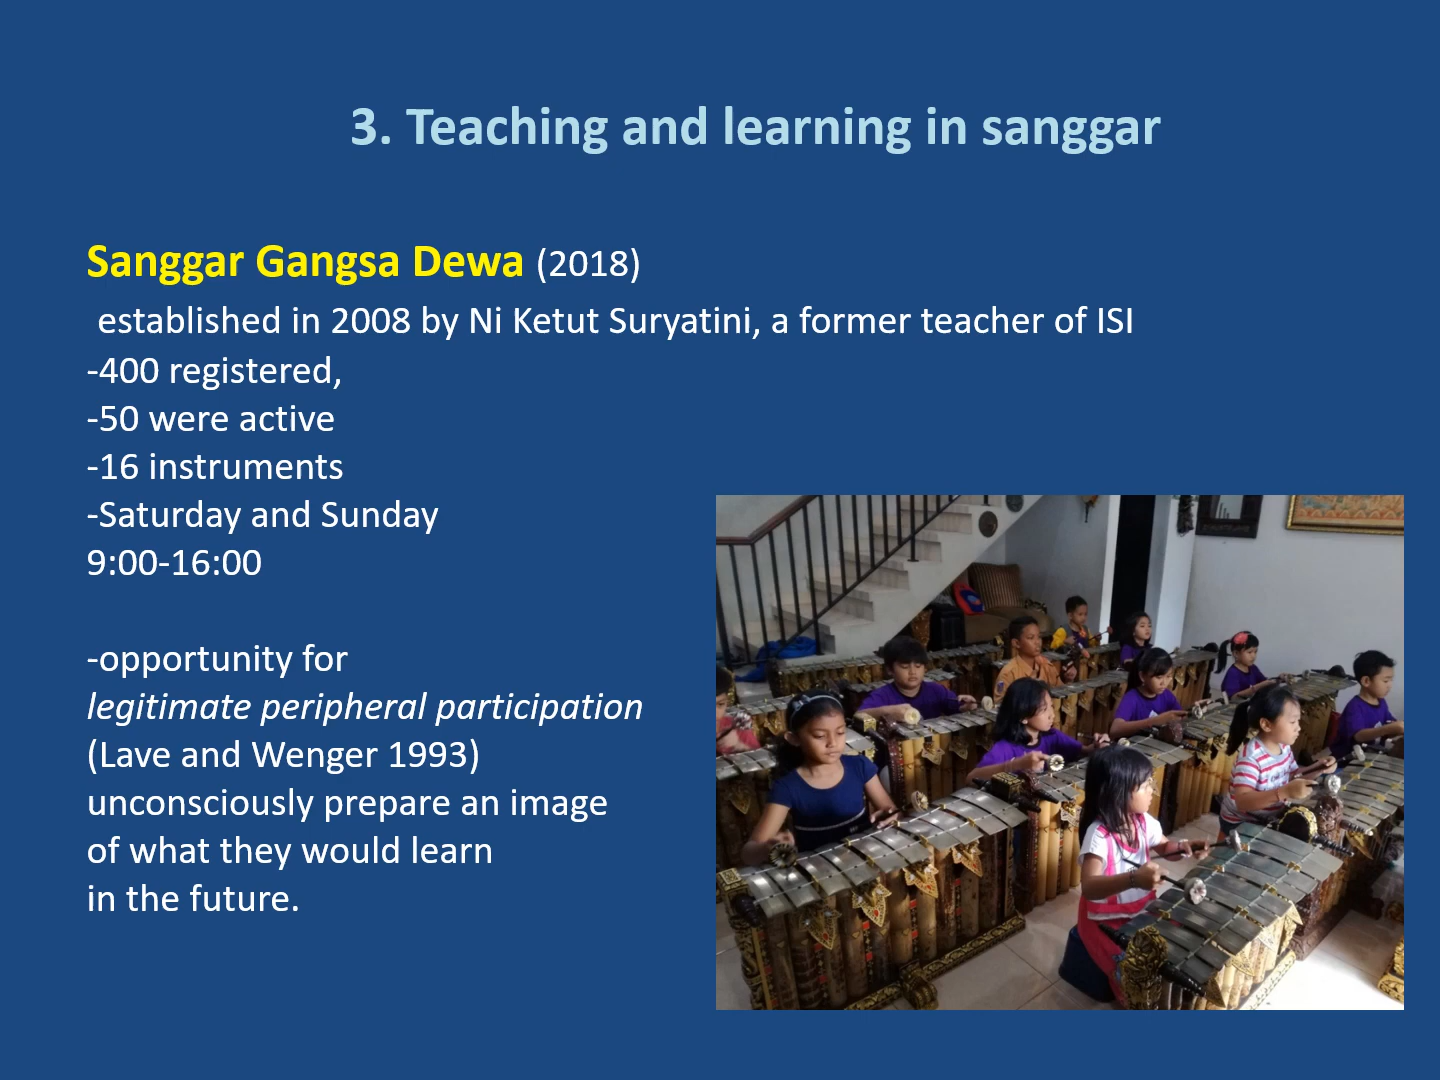 3. Teaching and learning in sanggar
Sanggar Gangsa Dewa (2018)
established in 2008 by Ni Ketut Suryatini, a former teacher of ISI
-400 registered,
-50 were active
-16 instruments
-Saturday and Sunday
9:00-16:00
-opportunity for
legitimate peripheral participation
(Lave and Wenger 1993)
unconsciously prepare an image
of what they would learn
in the future.